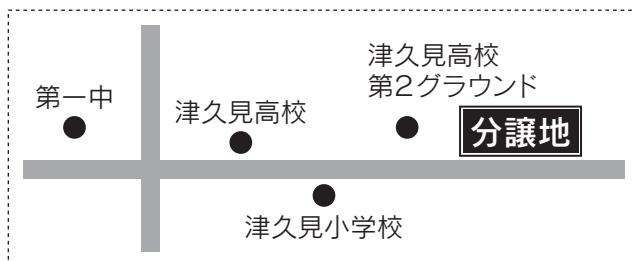 第一中
津久見高校
津久見高校
第2グラウンド
分譲地
津久見小学校